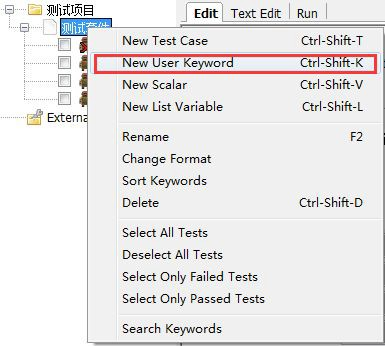 测试项目
Edit Text Edit Run
测试套件
New Test Case Ctrl-Shift-T
New User Keyword Ctrl-Shift-K
New Scalar Ctrl-Shift-V
New List Variable Ctrl-Shift-L
Externa
Rename F2
Change Format
Sort Keywords
Delete Ctrl-Shift-D
Select All Tests
Deselect All Tests
Select Only Failed Tests
Select Only Passed Tests
Search Keywords